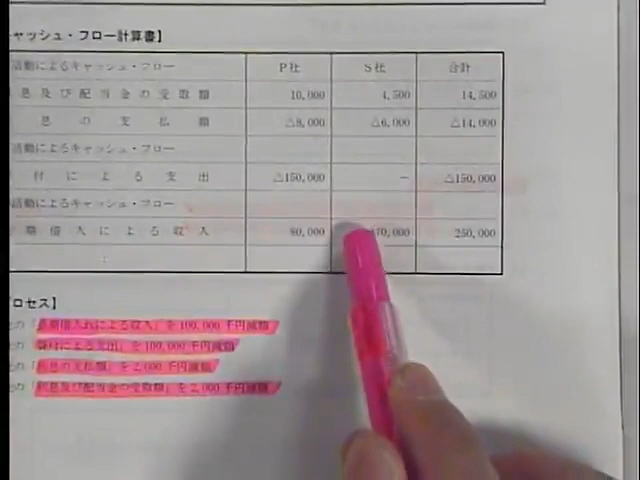 ャッシュ・フロー計算書】
活動によるキャッシュ・フロー P社 S社 合計
息及び配当金の受取額 10,000 4,500 14,500
息の支払額 △8,000 △6,000 △14,000
活動によるキャッシュ・フロー
付による支出 △150,000 － △150,000
活動によるキャッシュ・フロー
期借入による収入 80,000 70,000 250,000
：
プロセス】
の「長期借入れによる収入」を100,000千円減額
の「貸付による支出」を100,000千円減額
の「利息の支払額」を2,000千円減額
の「利息及び配当金の受取額」を2,000千円減額